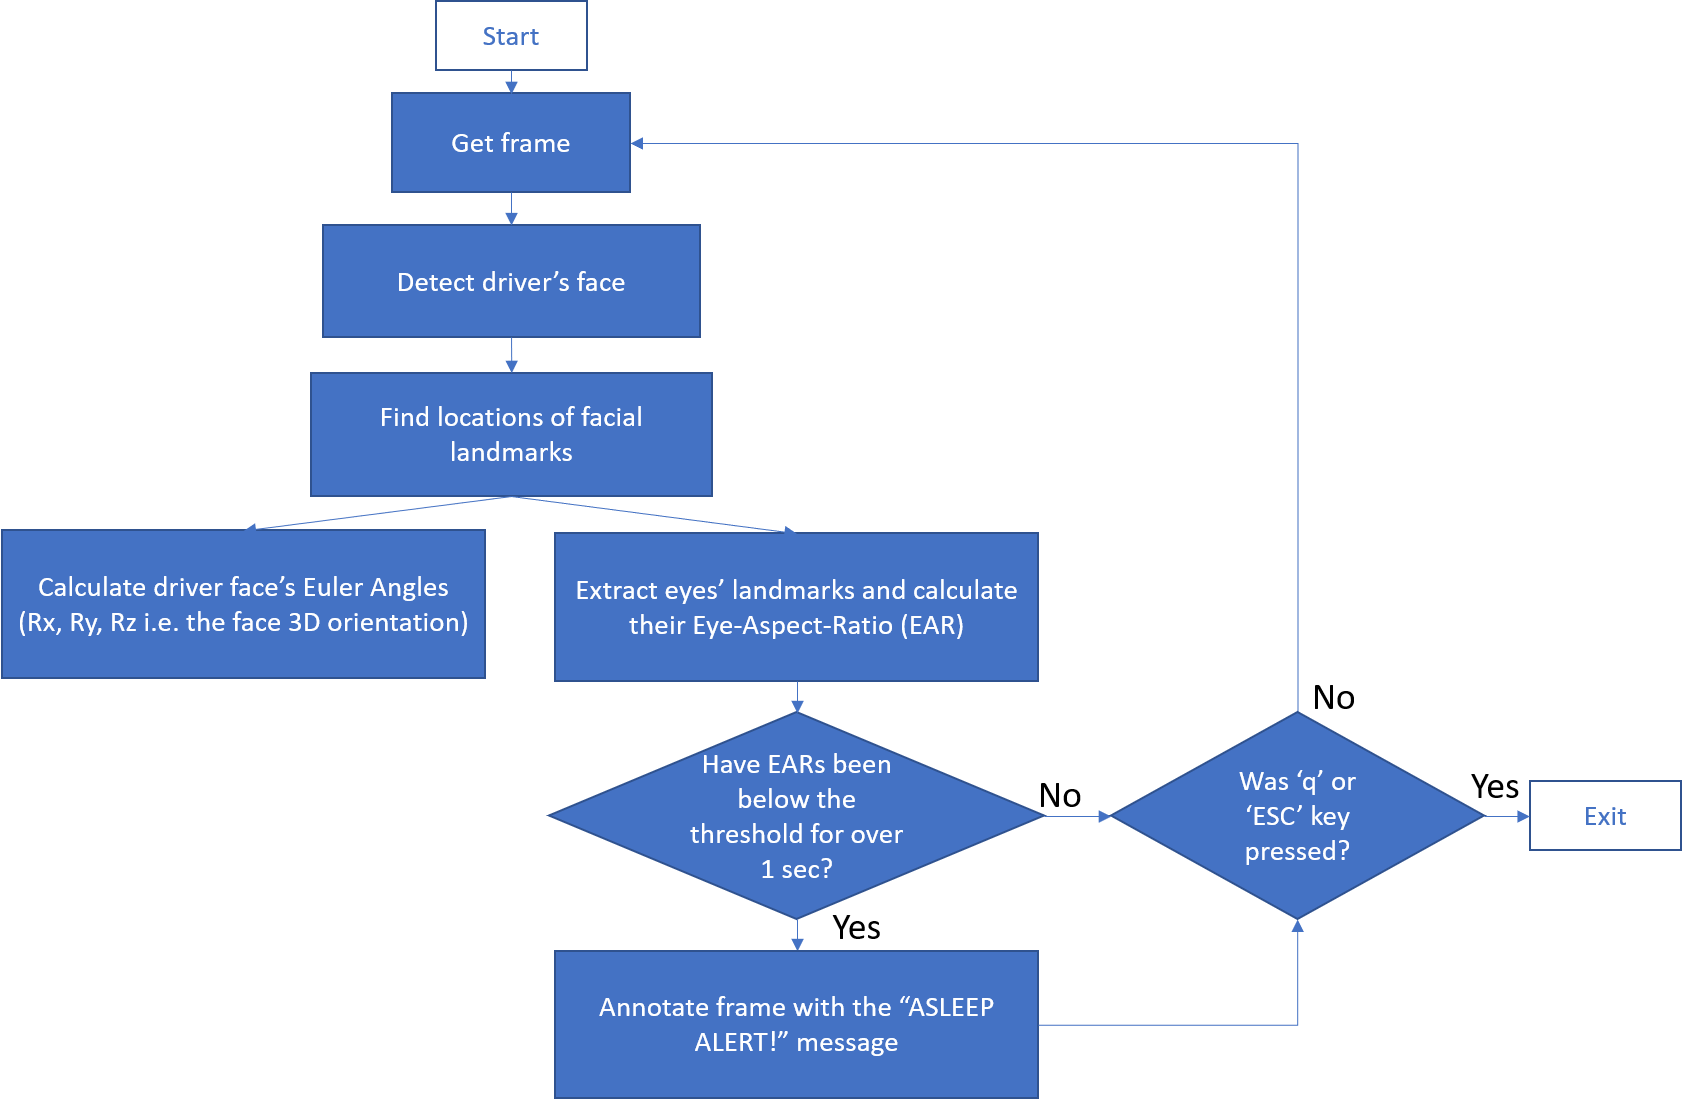 Start
Get frame
Detect driver’s face
Find locations of facial
landmarks
Calculate driver face’s Euler Angles
(Rx, Ry, Rz i.e. the face 3D orientation)
Extract eyes’ landmarks and calculate
their Eye-Aspect-Ratio (EAR)
Have EARs been
below the
threshold for over
1 sec?
No
Yes
Annotate frame with the “ASLEEP
ALERT!” message
Was ‘q’ or
‘ESC’ key
pressed?
No
Yes
Exit